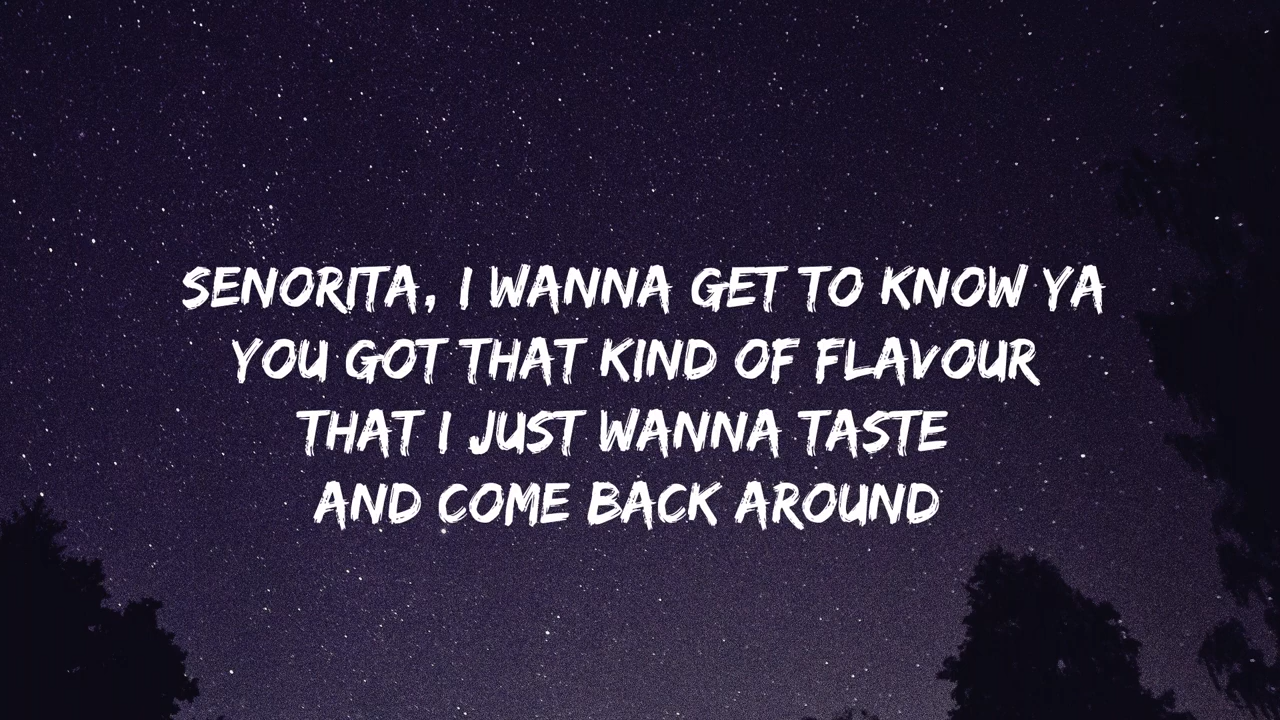 SENORITA, I WANNA GET TO KNOW YA
YOU GOT THAT KIND OF FLAVOUR
THAT I JUST WANNA TASTE
AND COME BACK AROUND